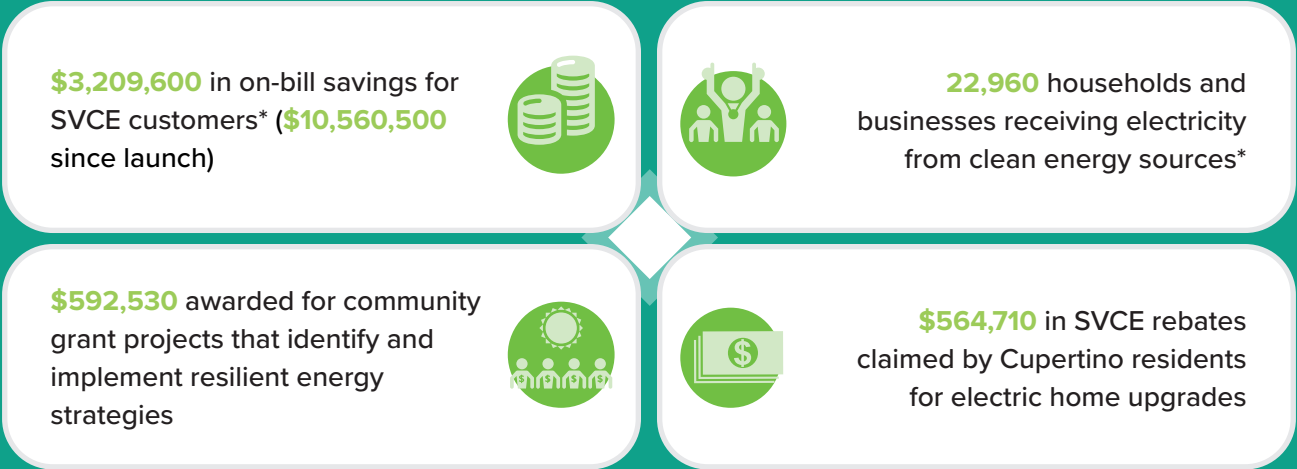 $3,209,600 in on-bill savings for
SVCE customers* ($10,560,500
since launch)
22,960 households and
businesses receiving electricity
from clean energy sources*
$592,530 awarded for community
grant projects that identify and
implement resilient energy
strategies
$
$ $ $ $
$564,710 in SVCE rebates
claimed by Cupertino residents
for electric home upgrades